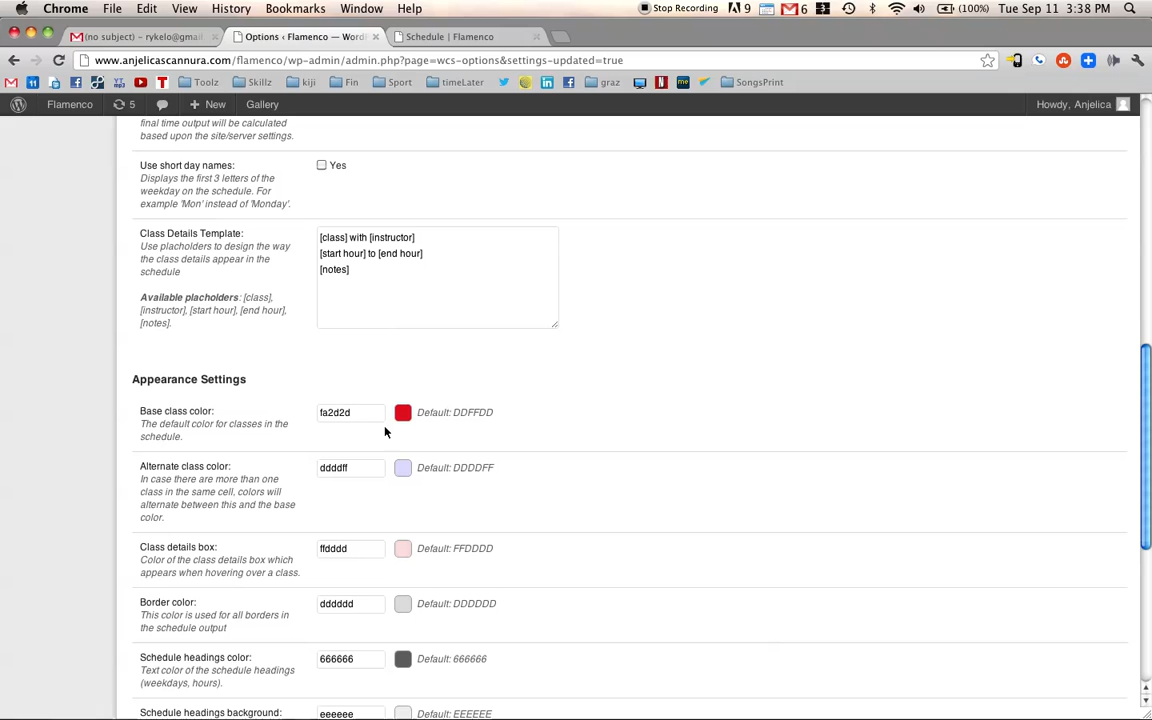 Chrome File Edit View History Bookmarks Window Help Stop Recording 9 6 3 (100%) Tue Sep 11 3:38 PM
(no subject) – rykelo@gmail Options ‹ Flamenco — Word Schedule | Flamenco
www.anjelicascannura.com/flamenco/wp-admin/admin.php?page=wcs-options&settings-updated=true
11 Toolz Skillz kiji Fin Sport timeLater graz SongsPrint
Flamenco 5 New Gallery Howdy, Anjelica
final time output will be calculated
based upon the site/server settings.
Use short day names: Yes
Displays the first 3 letters of the
weekday on the schedule. For
example 'Mon' instead of 'Monday'.
Class Details Template:
Use placholders to design the way
the class details appear in the
schedule
Available placholders: [class],
[instructor], [start hour], [end hour],
[notes].
[class] with [instructor]
[start hour] to [end hour]
[notes]
Appearance Settings
Base class color: fa2d2d Default: DDFFDD
The default color for classes in the
schedule.
Alternate class color: ddddff Default: DDDDFF
In case there are more than one
class in the same cell, colors will
alternate between this and the base
color.
Class details box: ffdddd Default: FFDDDD
Color of the class details box which
appears when hovering over a class.
Border color: dddddd Default: DDDDDD
This color is used for all borders in
the schedule output
Schedule headings color: 666666 Default: 666666
Text color of the schedule headings
(weekdays, hours).
Schedule headings background: eeeeee Default: EEEEEE